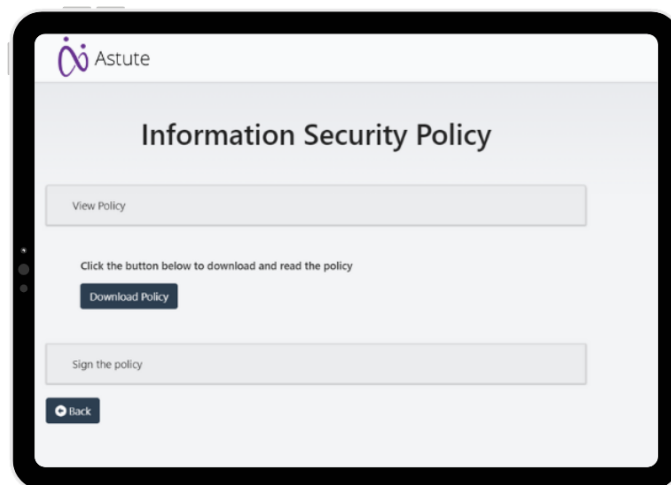 Astute
Information Security Policy
View Policy
Click the button below to download and read the policy
Download Policy
Sign the policy
Back